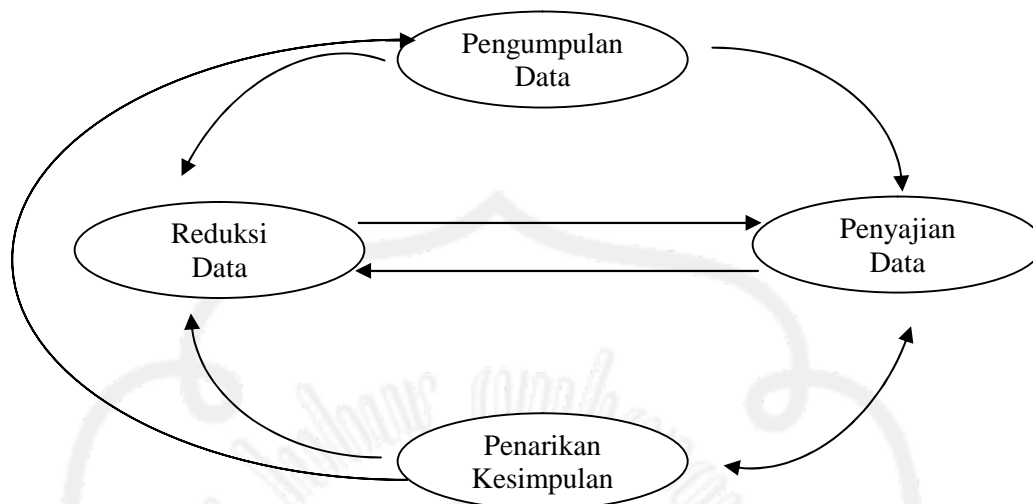 Pengumpulan
Data
Reduksi
Data
Penyajian
Data
Penarikan
Kesimpulan